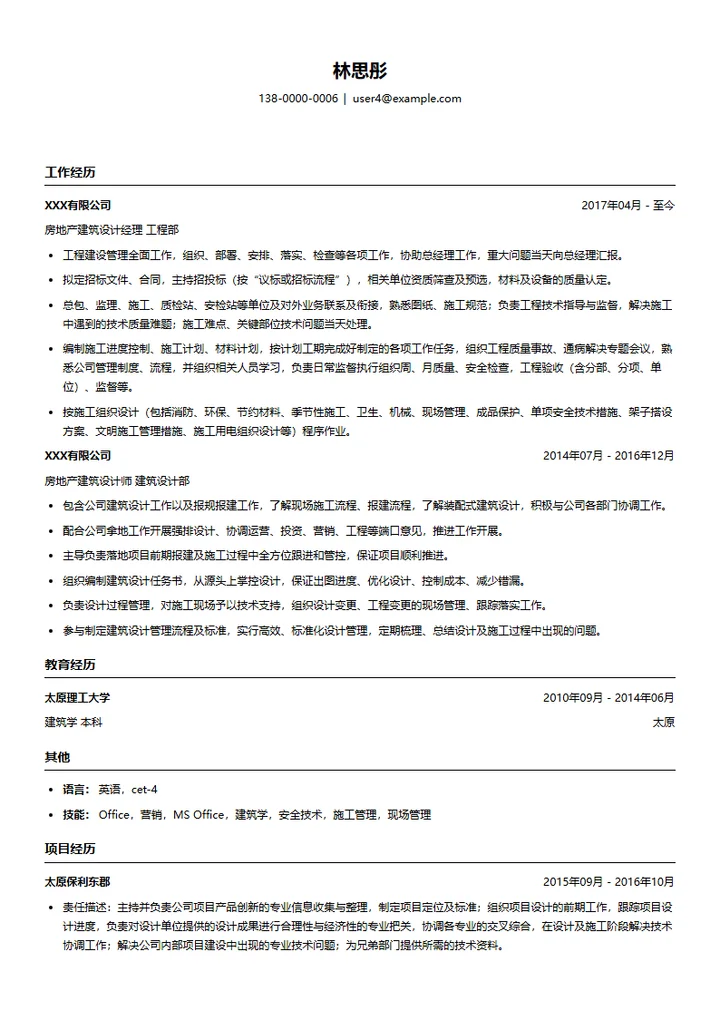 林思彤
138-0000-0006 | user4@example.com
工作经历
XXX有限公司 2017年04月 - 至今
房地产建筑设计经理 工程部
• 工程建设管理全面工作，组织、部署、安排、落实、检查等各项工作，协助总经理工作，重大问题当天向总经理汇报。
• 拟定招标文件、合同，主持招投标（按“议标或招标流程”），相关单位资质筛查及预选，材料及设备的质量认定。
• 总包、监理、施工、质检站、安检站等单位及对外业务联系及衔接，熟悉图纸、施工规范；负责工程技术指导与监督，解决施工
中遇到的技术质量难题；施工难点、关键部位技术问题当天处理。
• 编制施工进度控制、施工计划、材料计划，按计划工期完成好制定的各项工作任务，组织工程质量事故、通病解决专题会议，熟
悉公司管理制度、流程，并组织相关人员学习，负责日常监督执行组织周、月质量、安全检查，工程验收（含分部、分项、单
位）、监督等。
• 按施工组织设计（包括消防、环保、节约材料、季节性施工、卫生、机械、现场管理、成品保护、单项安全技术措施、架子搭设
方案、文明施工管理措施、施工用电组织设计等）程序作业。
XXX有限公司 2014年07月 - 2016年12月
房地产建筑设计师 建筑设计部
• 包含公司建筑设计工作以及报规报建工作，了解现场施工流程、报建流程，了解装配式建筑设计，积极与公司各部门协调工作。
• 配合公司拿地工作开展强排设计、协调运营、投资、营销、工程等端口意见，推进工作开展。
• 主导负责落地项目前期报建及施工过程中全方位跟进和管控，保证项目顺利推进。
• 组织编制建筑设计任务书，从源头上掌控设计，保证出图进度、优化设计、控制成本、减少错漏。
• 负责设计过程管理，对施工现场予以技术支持，组织设计变更、工程变更的现场管理、跟踪落实工作。
• 参与制定建筑设计管理流程及标准，实行高效、标准化设计管理，定期梳理、总结设计及施工过程中出现的问题。
教育经历
太原理工大学 2010年09月 - 2014年06月
建筑学 本科 太原
其他
• 语言： 英语，cet-4
• 技能： Office，营销，MS Office，建筑学，安全技术，施工管理，现场管理
项目经历
太原保利东郡 2015年09月 - 2016年10月
• 责任描述：主持并负责公司项目产品创新的专业信息收集与整理，制定项目定位及标准；组织项目设计的前期工作，跟踪项目设
计进度，负责对设计单位提供的设计成果进行合理性与经济性的专业把关，协调各专业的交叉综合，在设计及施工阶段解决技术
协调工作；解决公司内部项目建设中出现的专业技术问题；为兄弟部门提供所需的技术资料。